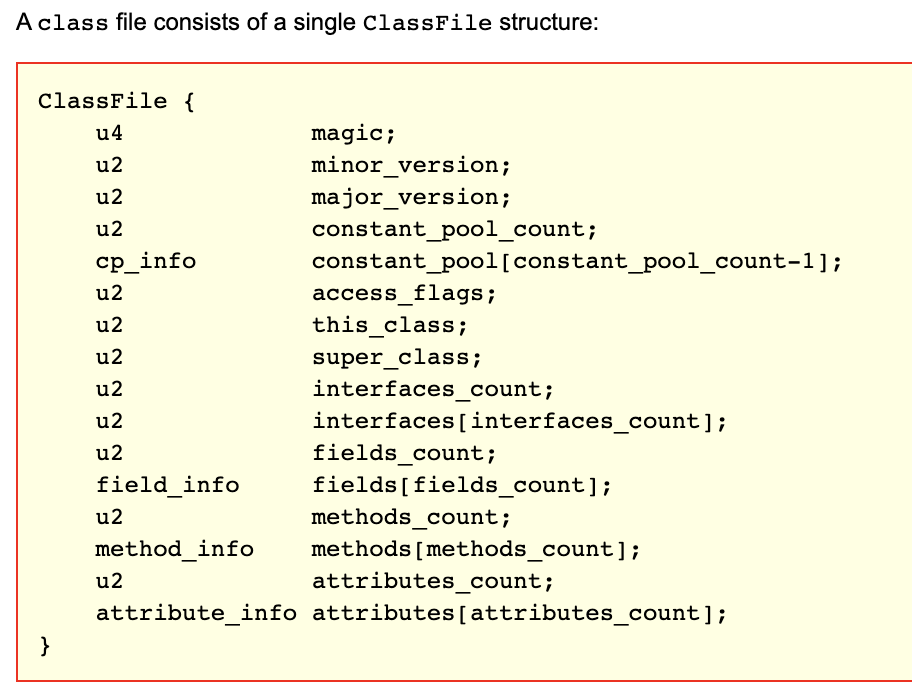 A class file consists of a single ClassFile structure:
ClassFile {
    u4             magic;
    u2             minor_version;
    u2             major_version;
    u2             constant_pool_count;
    cp_info        constant_pool[constant_pool_count-1];
    u2             access_flags;
    u2             this_class;
    u2             super_class;
    u2             interfaces_count;
    u2             interfaces[interfaces_count];
    u2             fields_count;
    field_info     fields[fields_count];
    u2             methods_count;
    method_info    methods[methods_count];
    u2             attributes_count;
    attribute_info attributes[attributes_count];
}